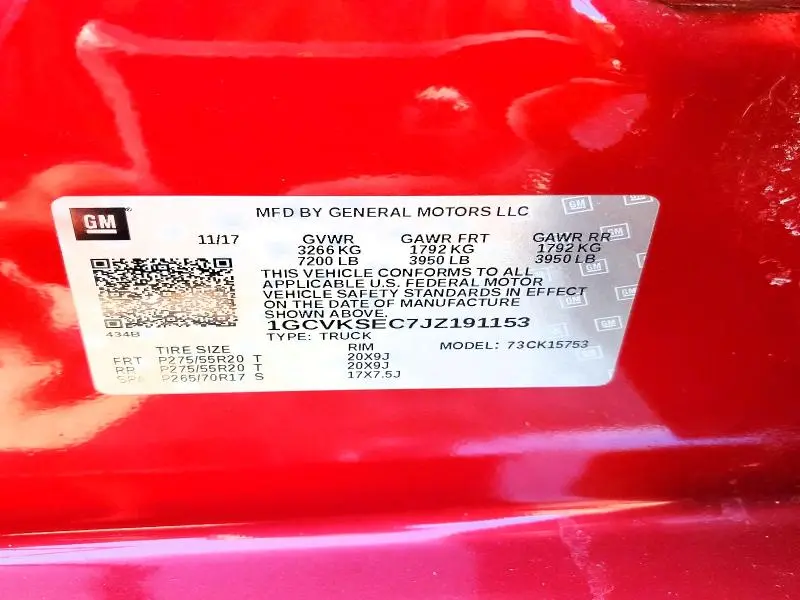 GM
MFD BY GENERAL MOTORS LLC
11/17 GVWR GAWR FRT GAWR RR
3266 KG 1792 KG 1792 KG
7200 LB 3950 LB 3950 LB
THIS VEHICLE CONFORMS TO ALL
APPLICABLE U.S. FEDERAL MOTOR
VEHICLE SAFETY STANDARDS IN EFFECT
ON THE DATE OF MANUFACTURE
SHOWN ABOVE.
1GCVKSEC7JZ191153
434B TYPE: TRUCK
TIRE SIZE RIM MODEL: 73CK15753
FRT P275/55R20 T 20X9J
RR P275/55R20 T 20X9J
SPA P265/70R17 S 17X7.5J